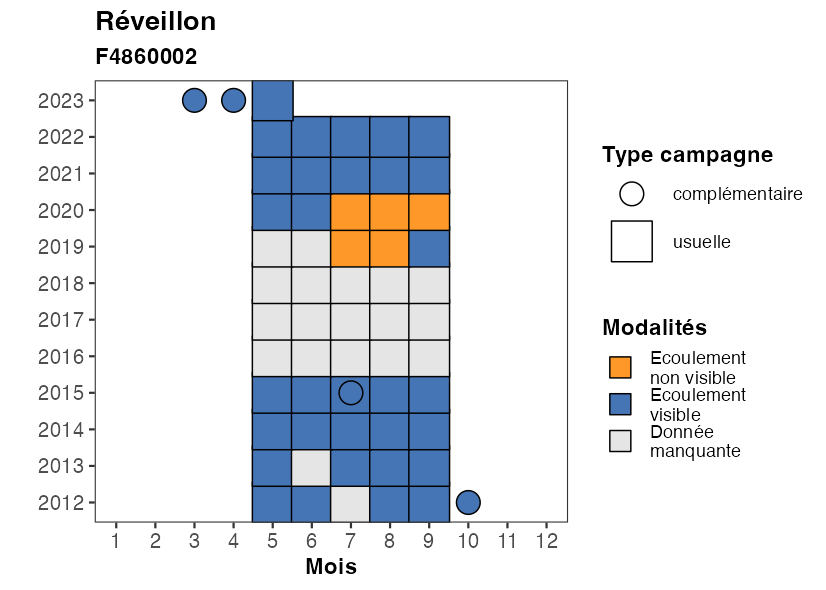 Réveillon
F4860002
2023
2022
2021
2020
2019
2018
2017
2016
2015
2014
2013
2012
1 2 3 4 5 6 7 8 9 10 11 12
Mois
Type campagne
complémentaire
usuelle
Modalités
Ecoulement
non visible
Ecoulement
visible
Donnée
manquante